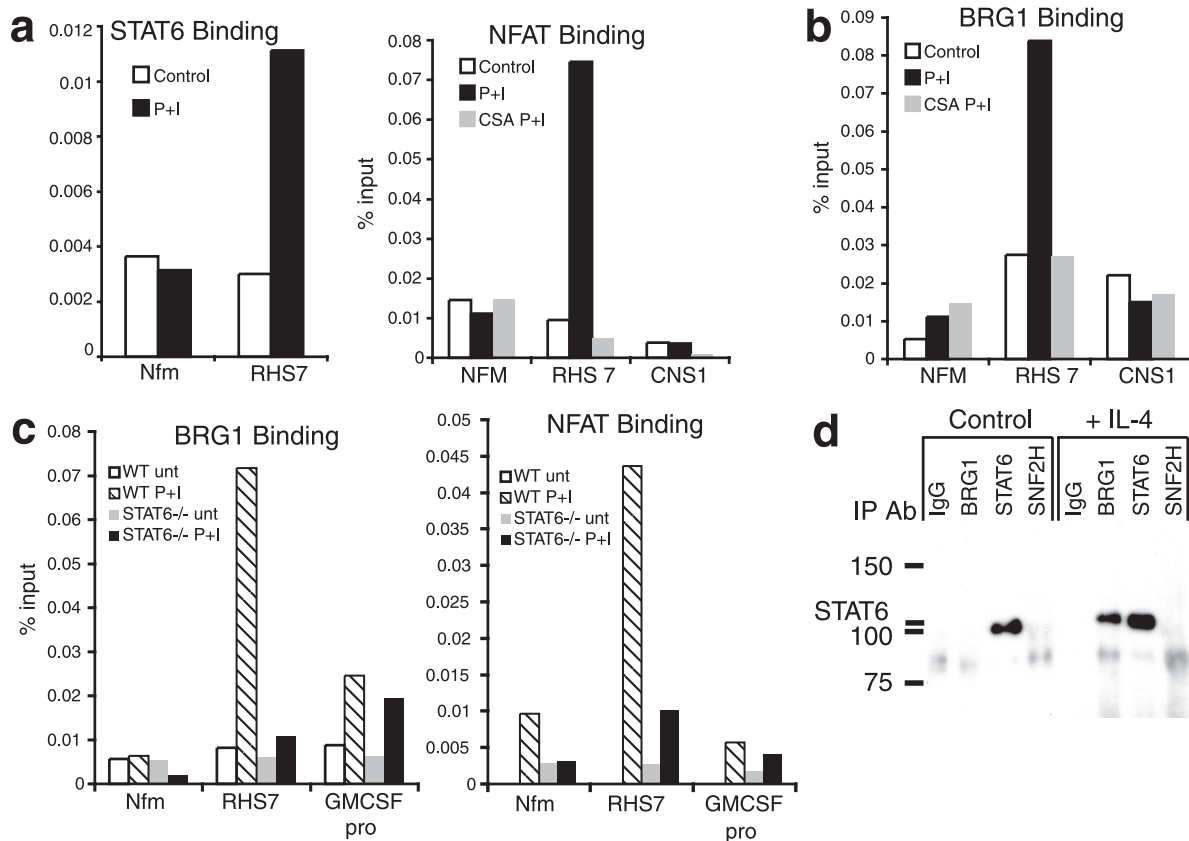 a
STAT6 Binding
0.012
0.01
0.008
0.006
0.004
0.002
0
Control
P+I
Nfm
RHS7
NFAT Binding
% input
0.08
0.07
0.06
0.05
0.04
0.03
0.02
0.01
0
Control
P+I
CSA P+I
NFM
RHS 7
CNS1
b
BRG1 Binding
% input
0.09
0.08
0.07
0.06
0.05
0.04
0.03
0.02
0.01
0
Control
P+I
CSA P+I
NFM
RHS 7
CNS1
c
BRG1 Binding
% input
0.08
0.07
0.06
0.05
0.04
0.03
0.02
0.01
0
WT unt
WT P+I
STAT6-/- unt
STAT6-/- P+I
Nfm
RHS7
GMCSF
pro
NFAT Binding
0.05
0.045
0.04
0.035
0.03
0.025
0.02
0.015
0.01
0.005
0
WT unt
WT P+I
STAT6-/- unt
STAT6-/- P+I
Nfm
RHS7
GMCSF
pro
d
Control
+ IL-4
IP Ab
IgG
BRG1
STAT6
SNF2H
IgG
BRG1
STAT6
SNF2H
150
STAT6
100
75